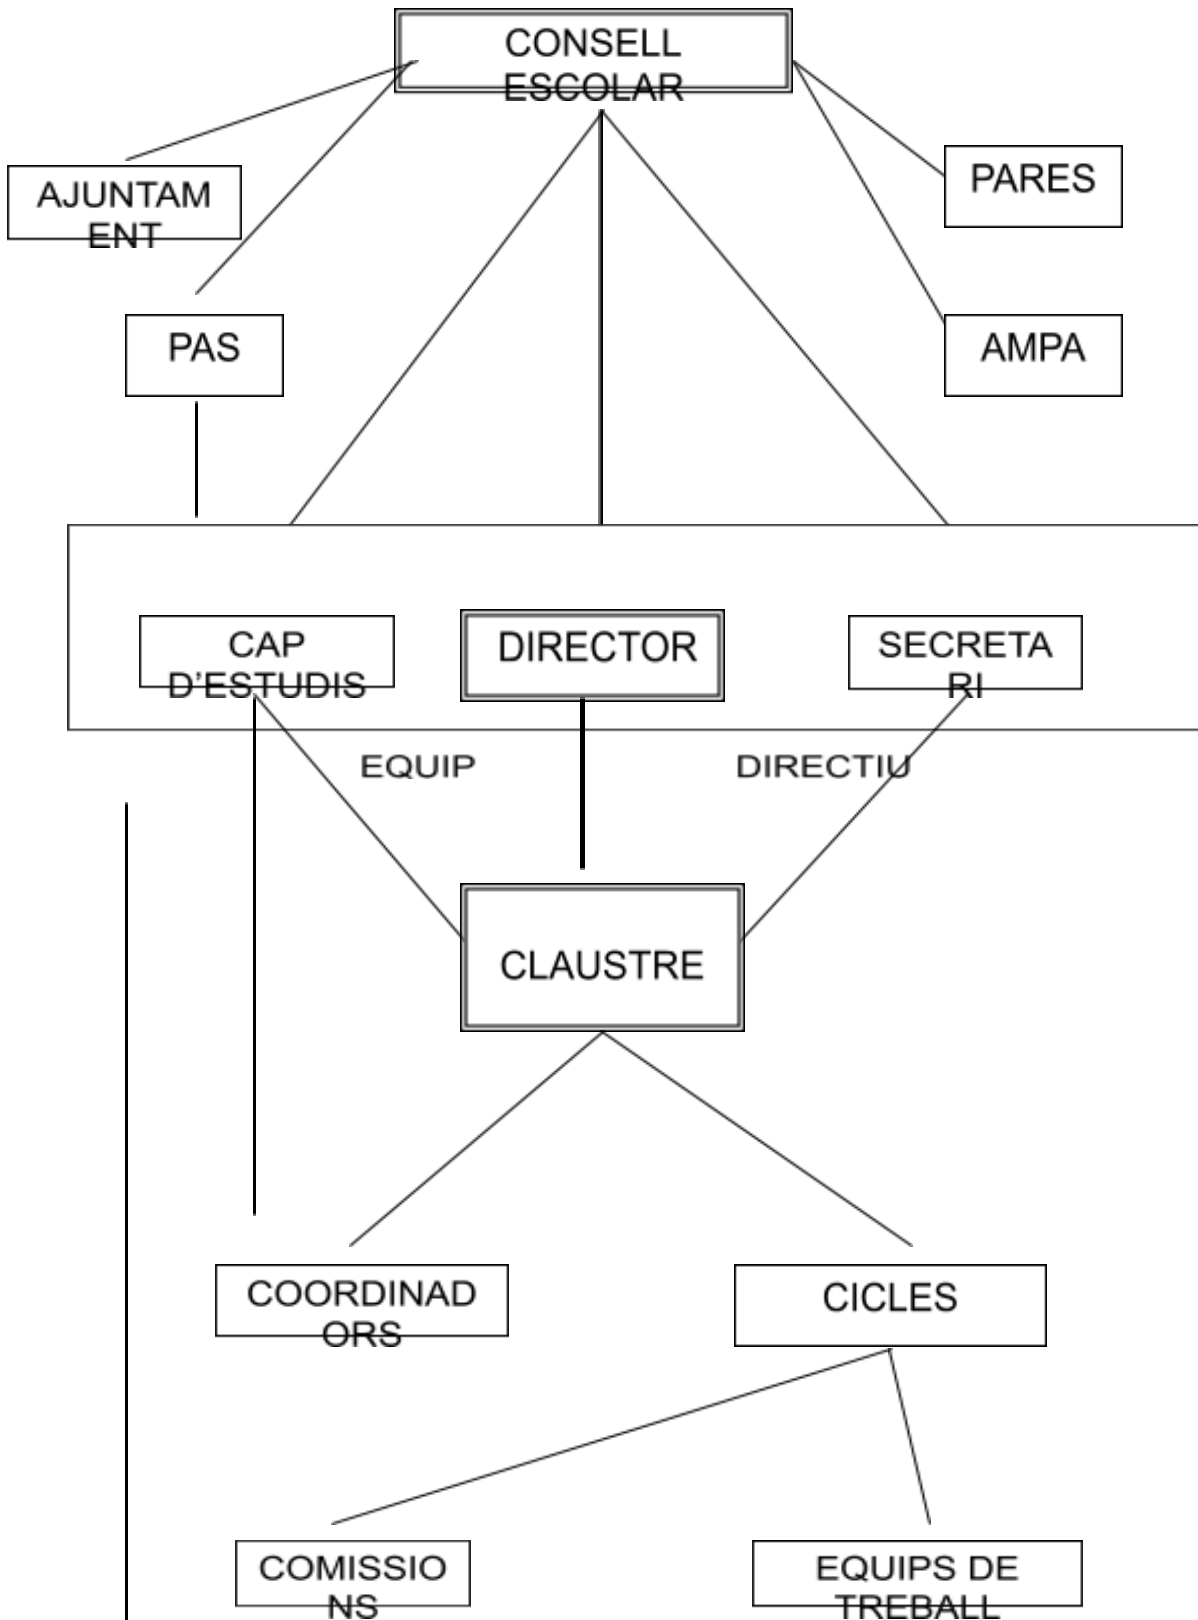 CONSELL
ESCOLAR
AJUNTAM
ENT
PARES
PAS
AMPA
CAP
D'ESTUDIS
DIRECTOR
SECRETA
RI
EQUIP DIRECTIU
CLAUSTRE
COORDINAD
ORS
CICLES
COMISSIO
NS
EQUIPS DE
TREBALL